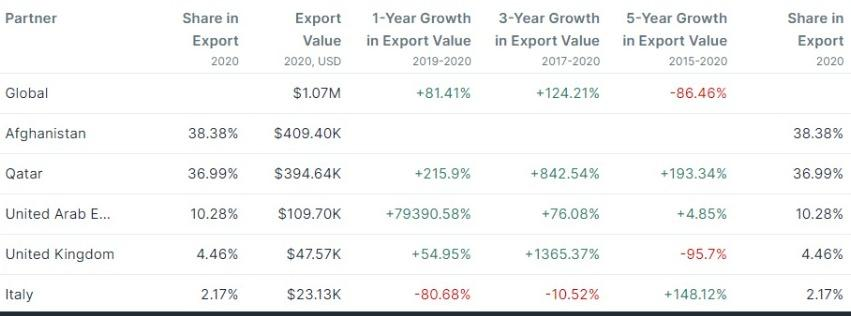 Partner Share in Export 1-Year Growth 3-Year Growth 5-Year Growth Share in
Export Value in Export Value in Export Value in Export Value Export
2020 2020, USD 2019-2020 2017-2020 2015-2020 2020
Global $1.07M +81.41% +124.21% -86.46%
Afghanistan 38.38% $409.40K 38.38%
Qatar 36.99% $394.64K +215.9% +842.54% +193.34% 36.99%
United Arab E... 10.28% $109.70K +79390.58% +76.08% +4.85% 10.28%
United Kingdom 4.46% $47.57K +54.95% +1365.37% -95.7% 4.46%
Italy 2.17% $23.13K -80.68% -10.52% +148.12% 2.17%